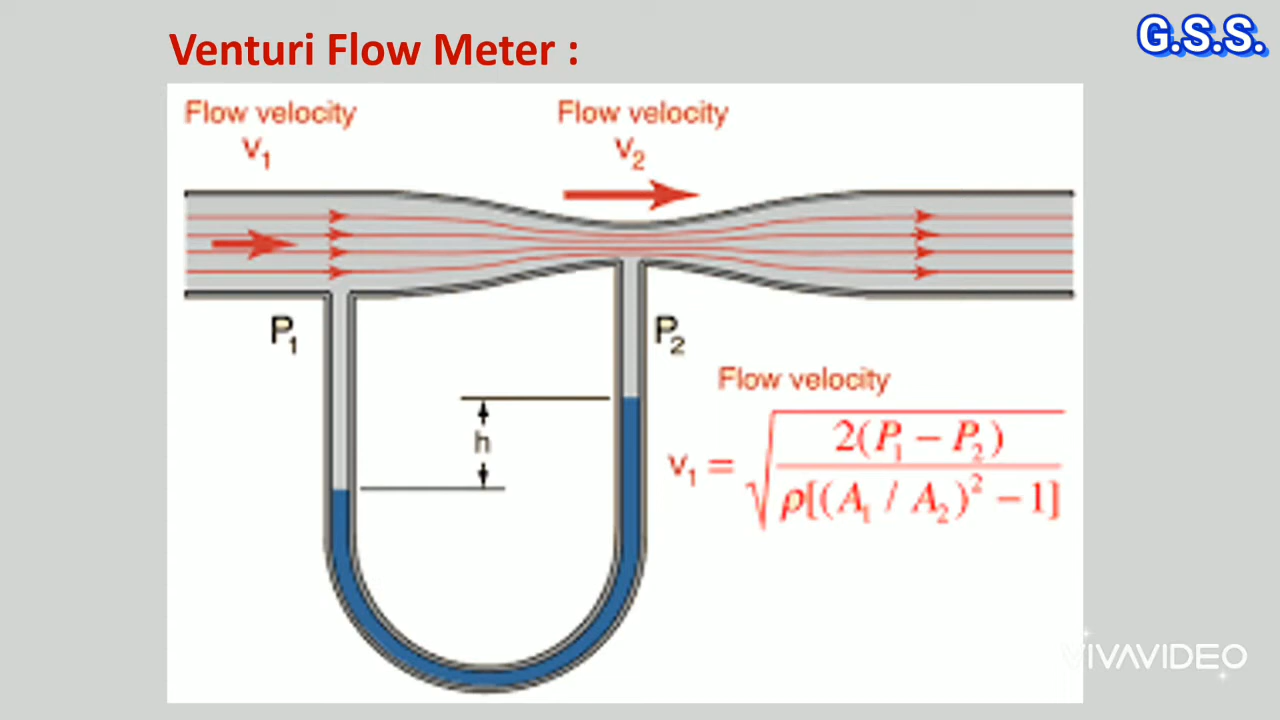 Venturi Flow Meter :
G.S.S.
Flow velocity
v₁
Flow velocity
v₂
P₁
P₂
h
Flow velocity
v₁ = √(2(P₁ − P₂) / ρ[(A₁ / A₂)² − 1])
VIVAVIDEO